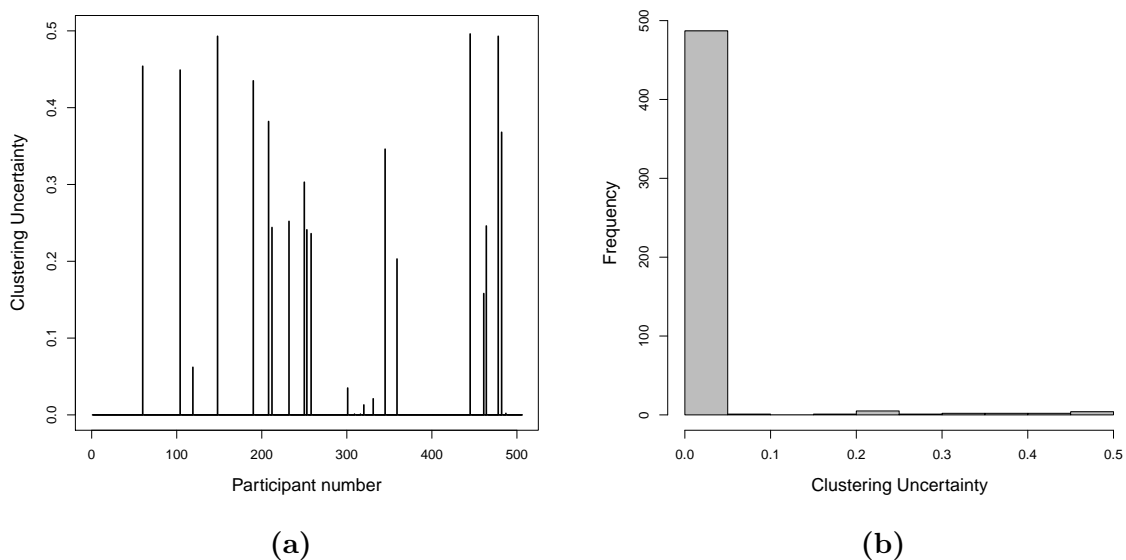 Clustering Uncertainty
0.5
0.4
0.3
0.2
0.1
0.0
0 100 200 300 400 500
Participant number
(a)
Frequency
500
400
300
200
100
0
0.0 0.1 0.2 0.3 0.4 0.5
Clustering Uncertainty
(b)